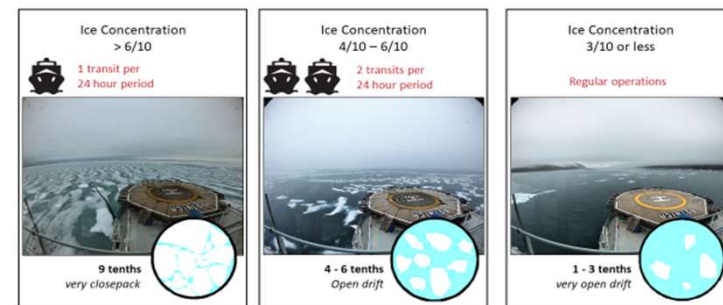 Ice Concentration
> 6/10
1 transit per
24 hour period
9 tenths
very closepack
Ice Concentration
4/10 – 6/10
2 transits per
24 hour period
4 - 6 tenths
Open drift
Ice Concentration
3/10 or less
Regular operations
1 - 3 tenths
very open drift